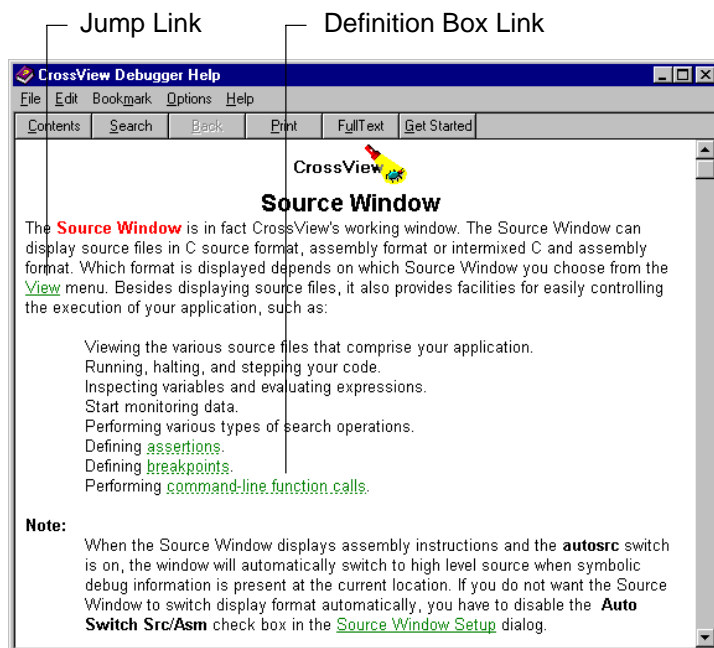 Jump Link
Definition Box Link
CrossView Debugger Help
File Edit Bookmark Options Help
Contents Search Back Print FullText Get Started
CrossView
Source Window
The Source Window is in fact CrossView's working window. The Source Window can
display source files in C source format, assembly format or intermixed C and assembly
format. Which format is displayed depends on which Source Window you choose from the
View menu. Besides displaying source files, it also provides facilities for easily controlling
the execution of your application, such as:
Viewing the various source files that comprise your application.
Running, halting, and stepping your code.
Inspecting variables and evaluating expressions.
Start monitoring data.
Performing various types of search operations.
Defining assertions.
Defining breakpoints.
Performing command-line function calls.
Note:
When the Source Window displays assembly instructions and the autosrc switch
is on, the window will automatically switch to high level source when symbolic
debug information is present at the current location. If you do not want the Source
Window to switch display format automatically, you have to disable the Auto
Switch Src/Asm check box in the Source Window Setup dialog.